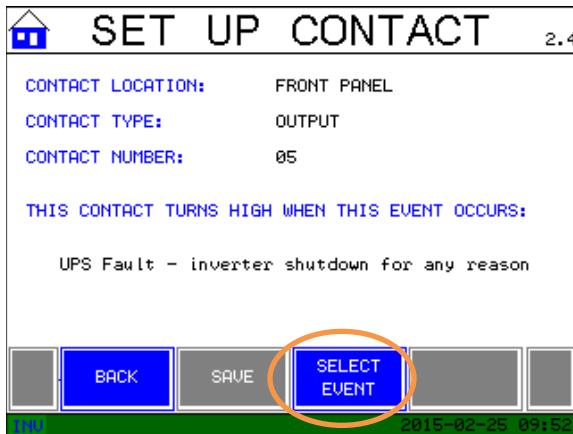 SET UP CONTACT 2.4
CONTACT LOCATION: FRONT PANEL
CONTACT TYPE: OUTPUT
CONTACT NUMBER: 05
THIS CONTACT TURNS HIGH WHEN THIS EVENT OCCURS:
UPS Fault - inverter shutdown for any reason
BACK SAVE SELECT
EVENT
INV 2015-02-25 09:52